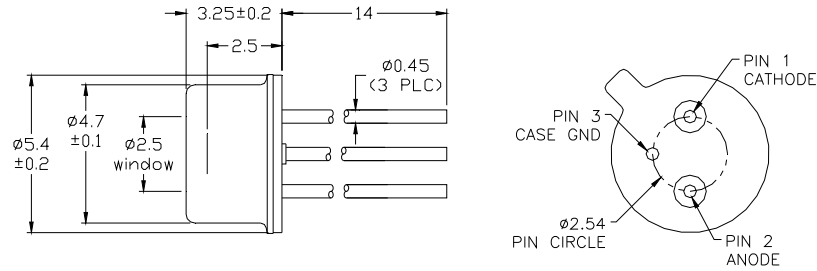 3.25±0.2
14
2.5
ø0.45
(3 PLC)
ø5.4
±0.2
ø4.7
±0.1
ø2.5
window
PIN 1
CATHODE
PIN 3
CASE GND
ø2.54
PIN CIRCLE
PIN 2
ANODE